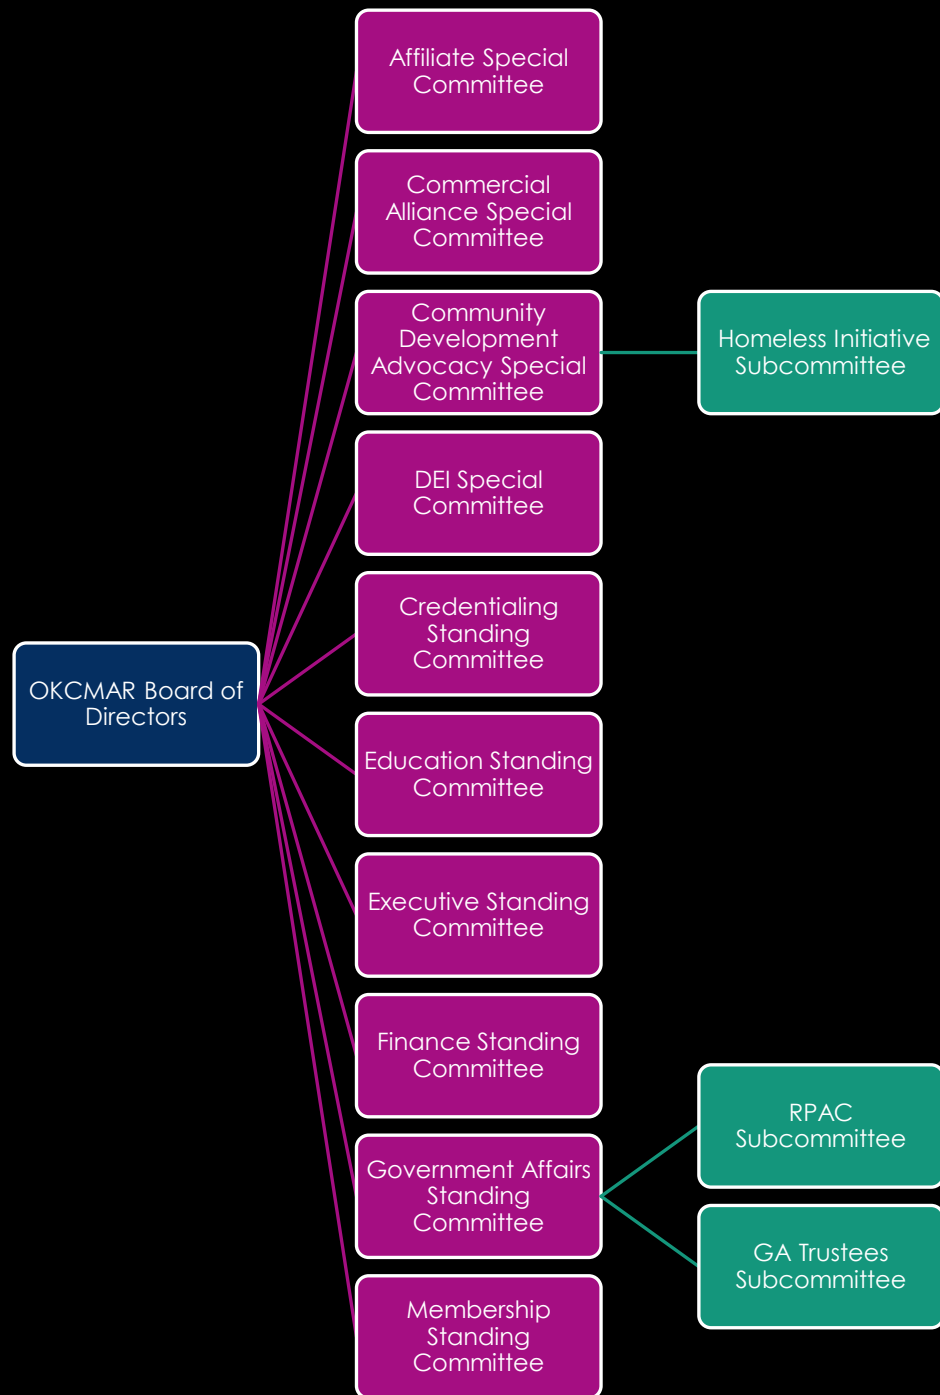 Affiliate Special
Committee
Commercial
Alliance Special
Committee
Community
Development
Advocacy Special
Committee
Homeless Initiative
Subcommittee
DEI Special
Committee
Credentialing
Standing
Committee
OKCMAR Board of
Directors
Education Standing
Committee
Executive Standing
Committee
Finance Standing
Committee
RPAC
Subcommittee
Government Affairs
Standing
Committee
GA Trustees
Subcommittee
Membership
Standing
Committee